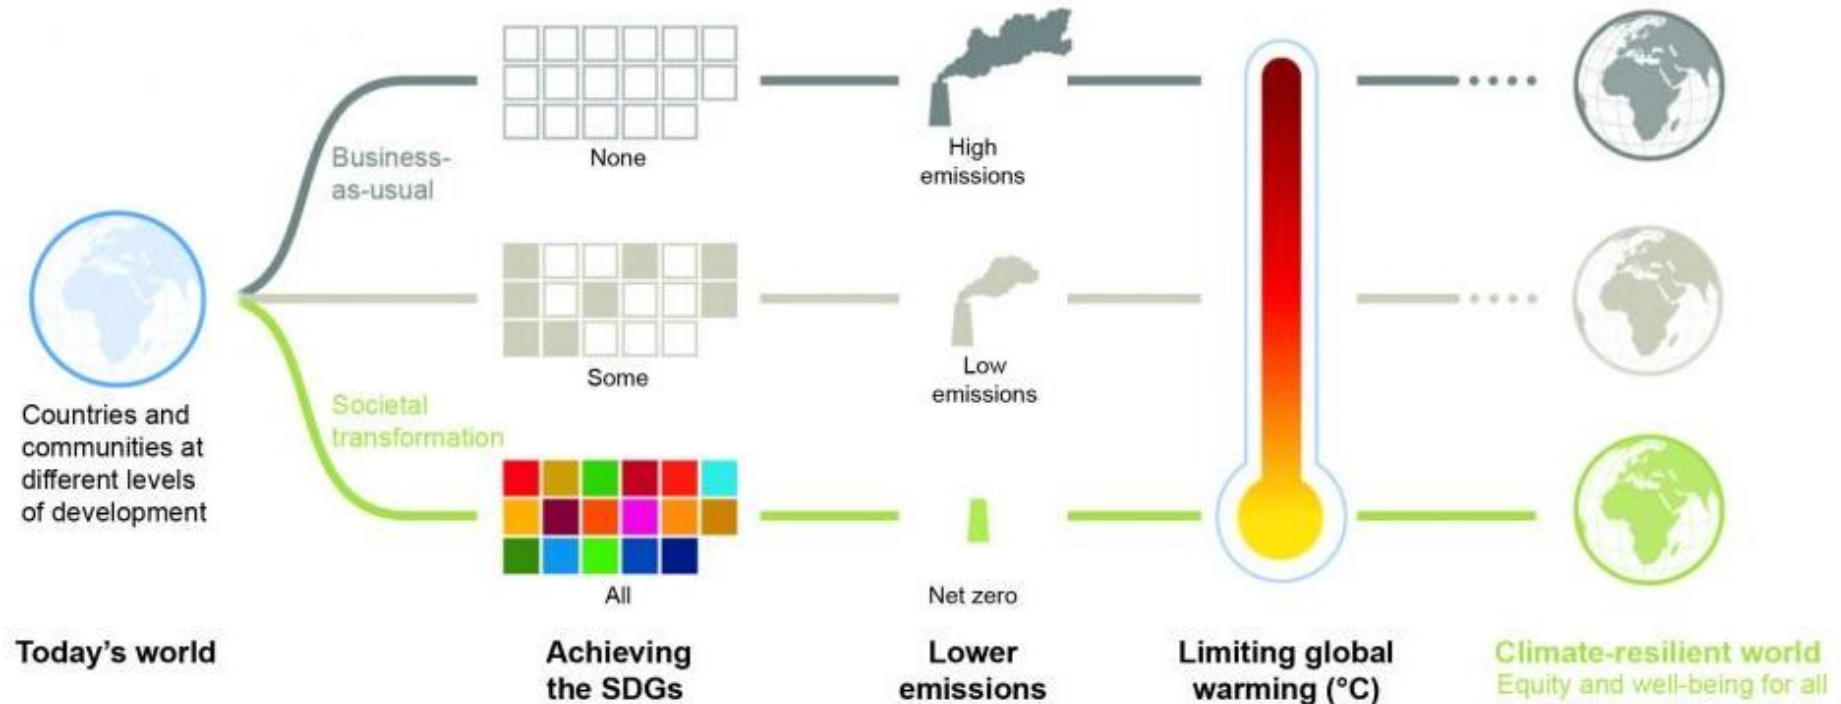 Business-
as-usual
None
High
emissions
Some
Low
emissions
Countries and
communities at
different levels
of development
Societal
transformation
All
Net zero
Today's world
Achieving
the SDGs
Lower
emissions
Limiting global
warming (°C)
Climate-resilient world
Equity and well-being for all